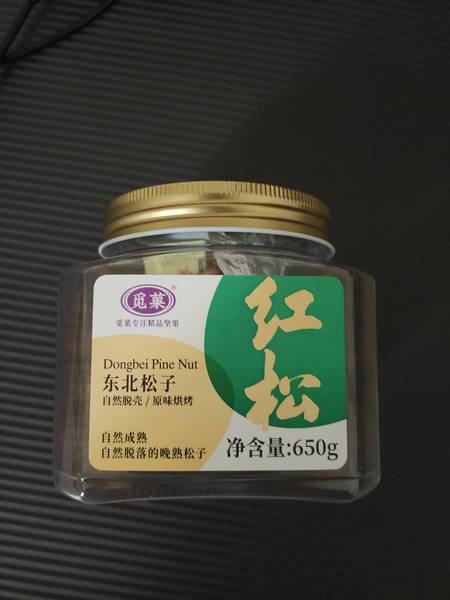 觅菓®
觅菓专注精品坚果
红松
Dongbei Pine Nut
东北松子
自然脱壳/原味烘烤
自然成熟
自然脱落的晚熟松子
净含量:650g